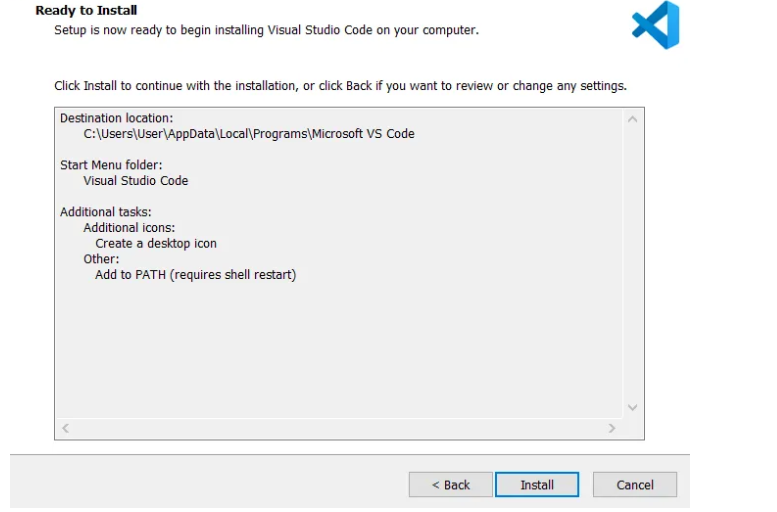 Ready to Install
Setup is now ready to begin installing Visual Studio Code on your computer.
Click Install to continue with the installation, or click Back if you want to review or change any settings.
Destination location:
C:\Users\User\AppData\Local\Programs\Microsoft VS Code
Start Menu folder:
Visual Studio Code
Additional tasks:
Additional icons:
Create a desktop icon
Other:
Add to PATH (requires shell restart)
< Back
Install
Cancel